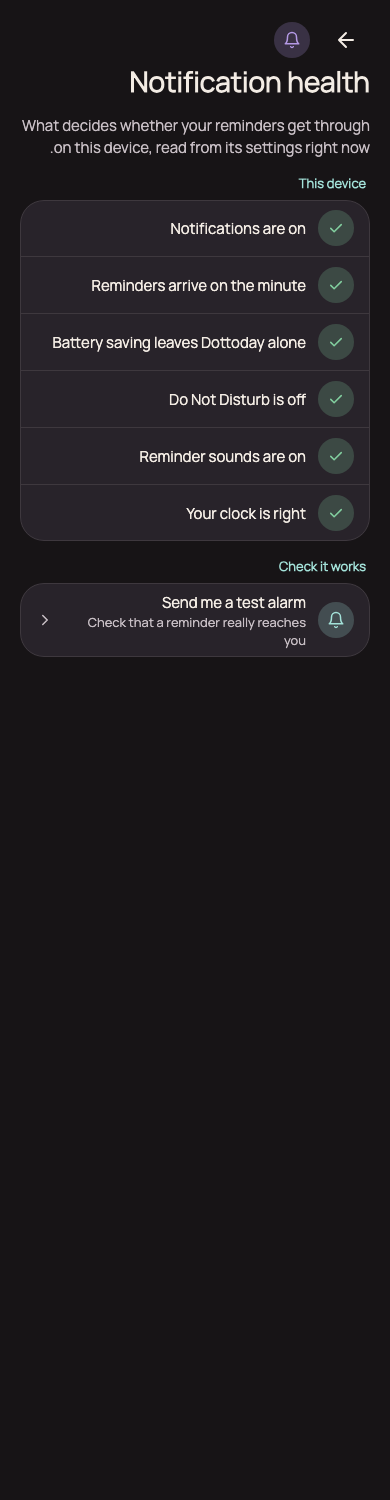 Notification health
What decides whether your reminders get through
.on this device, read from its settings right now
This device
Notifications are on
Reminders arrive on the minute
Battery saving leaves Dottoday alone
Do Not Disturb is off
Reminder sounds are on
Your clock is right
Check it works
Send me a test alarm
Check that a reminder really reaches
you